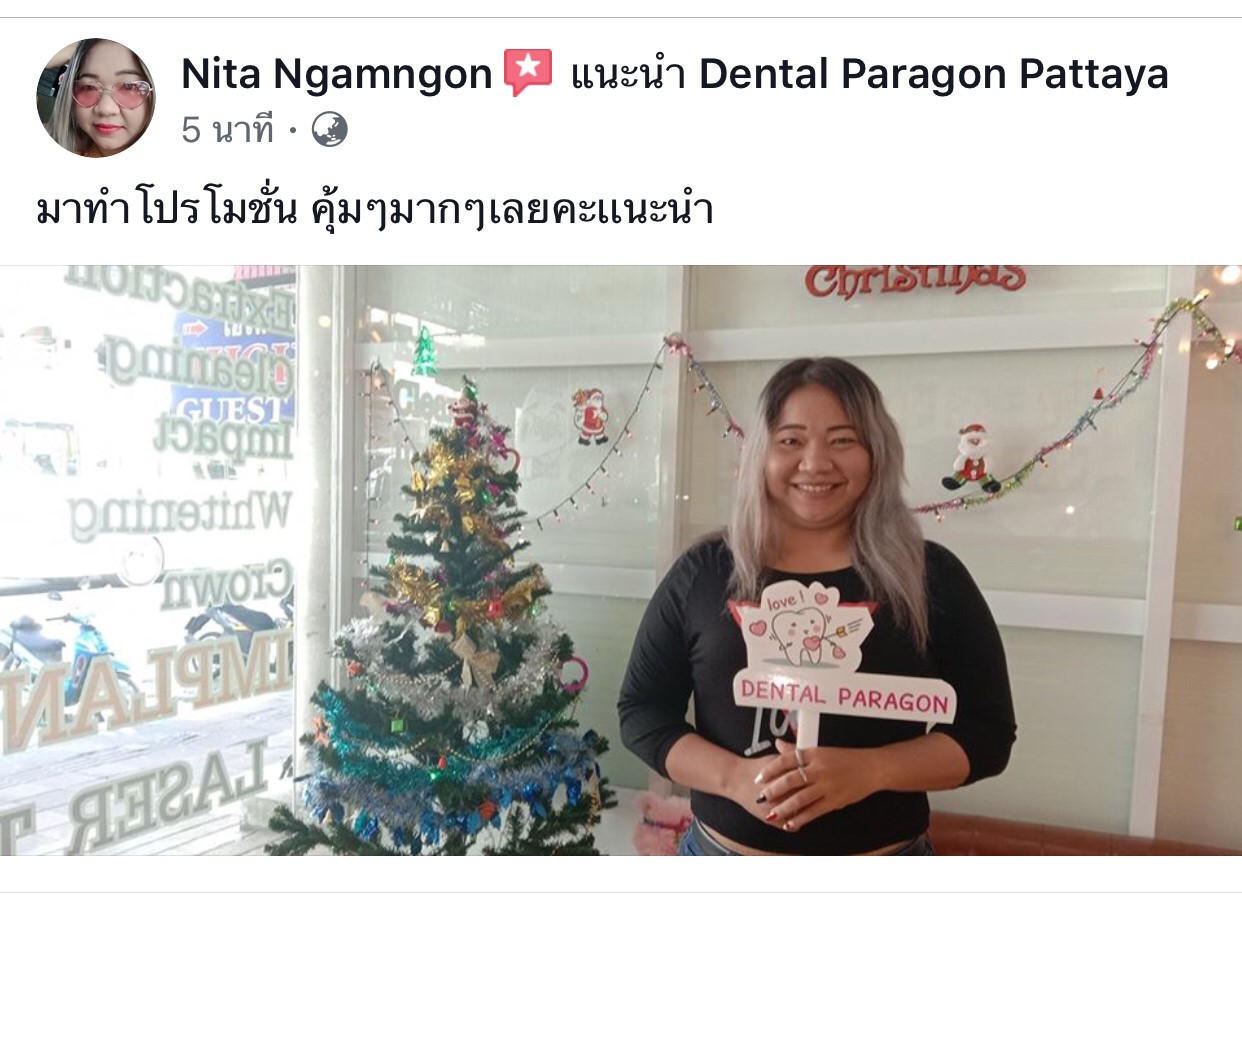 Nita Ngamngon แนะนำ Dental Paragon Pattaya
5 นาที ·
มาทำโปรโมชั่น คุ้มๆมากๆเลยคะแนะนำ
Christmas
Extraction
Cleaning
GUEST
Impact
Whitening
Crown
IMPLAN
LASER T
love !
DENTAL PARAGON